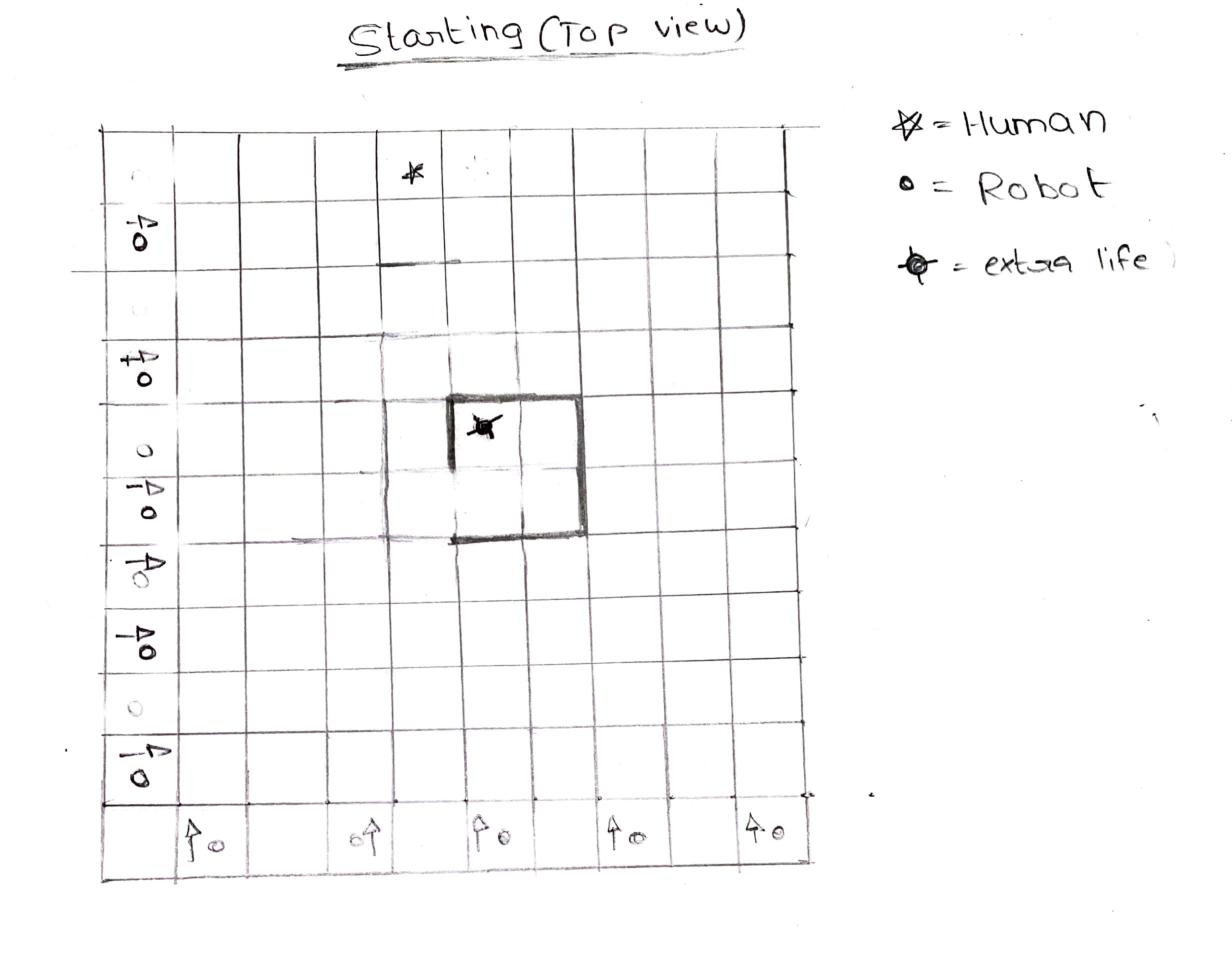 Starting (Top view)
☆ = Human
o = Robot
= extra life